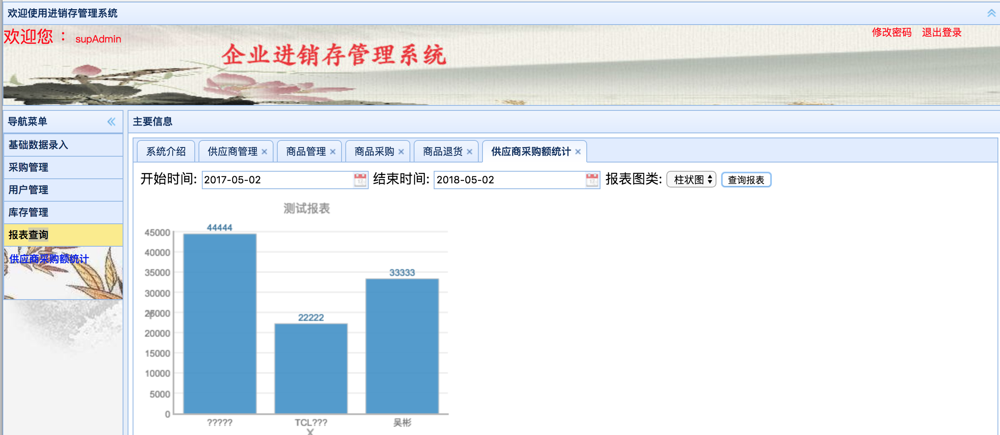 欢迎使用进销存管理系统
欢迎您 : supAdmin
修改密码 退出登录
企业进销存管理系统
导航菜单
基础数据录入
采购管理
用户管理
库存管理
报表查询
供应商采购额统计
主要信息
系统介绍 供应商管理 商品管理 商品采购 商品退货 供应商采购额统计
开始时间: 2017-05-02 结束时间: 2018-05-02 报表图类: 柱状图 查询报表
测试报表
44444
22222
33333
45000
40000
35000
30000
25000
20000
15000
10000
5000
0
????? TCL??? 吴彬
X